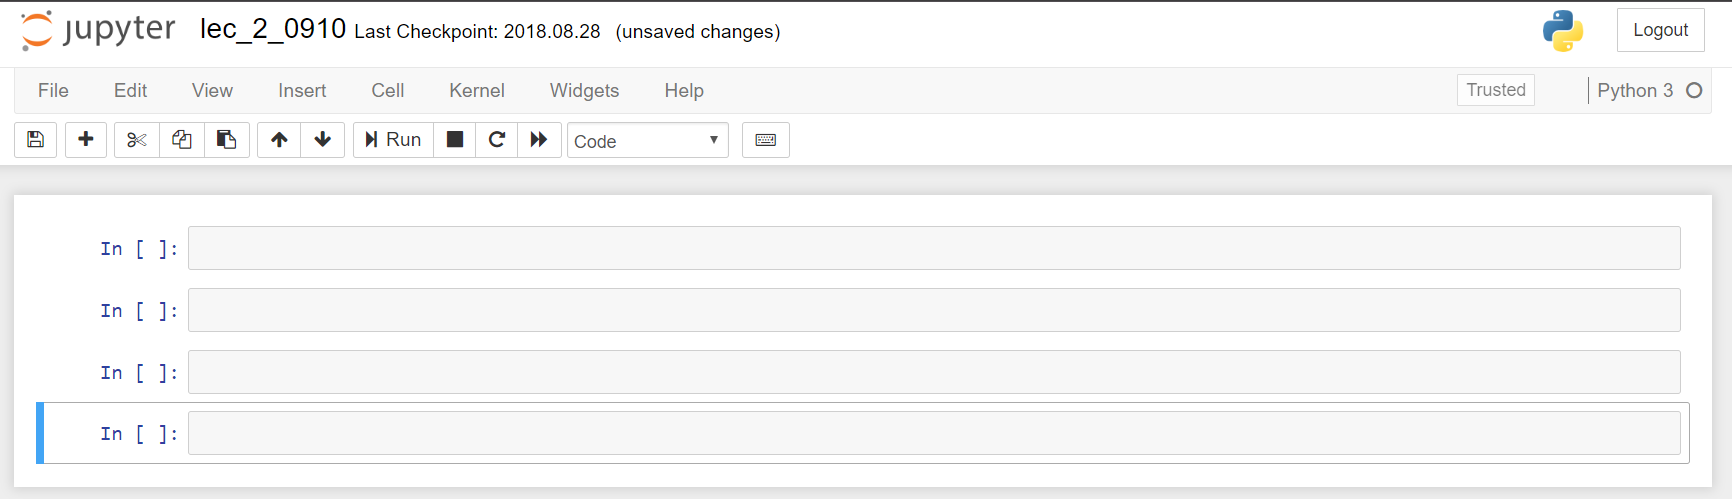 jupyter lec_2_0910 Last Checkpoint: 2018.08.28 (unsaved changes) Logout
File Edit View Insert Cell Kernel Widgets Help Trusted Python 3
Run Code
In [ ]:
In [ ]:
In [ ]:
In [ ]: